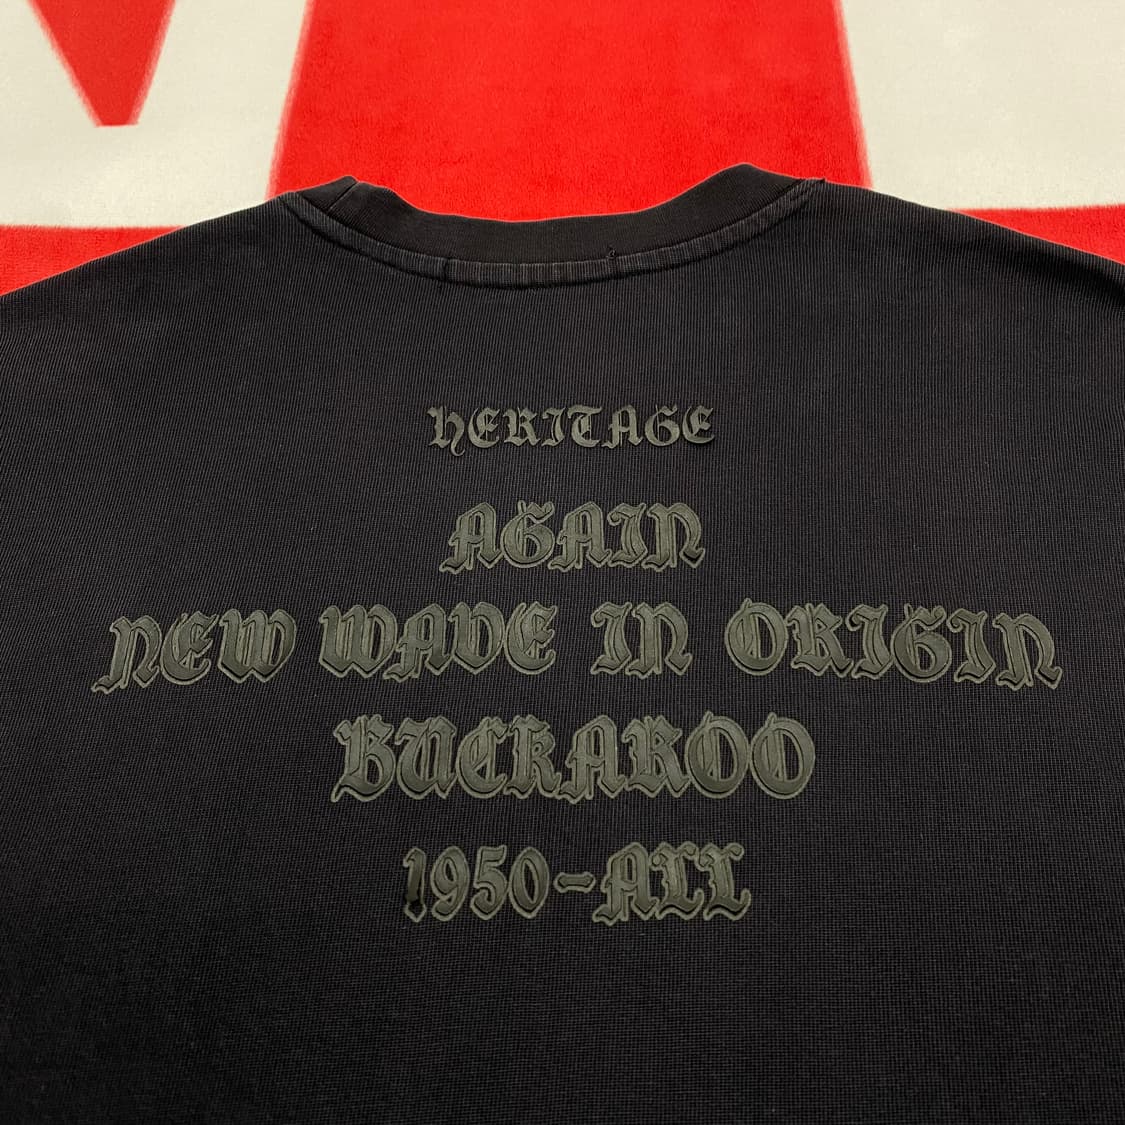 HERITAGE
AGAIN
NEW WAVE IN ORIGIN
BUCKAROO
1950-ALL